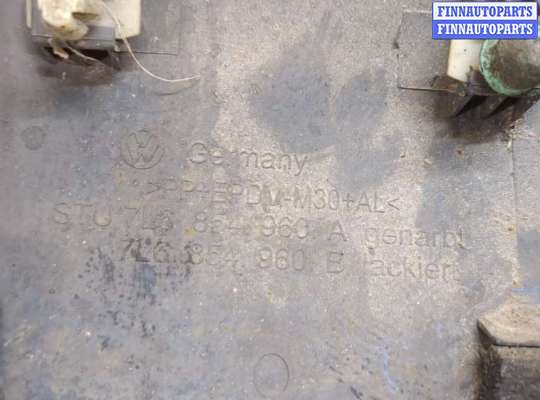 FINNAUTOPARTS
FINNAUTOPARTS
Germany
>PP+EPDM-M30+AL<
STU 7L6 854 960 A genarbt
7L6 854 960 B lackiert